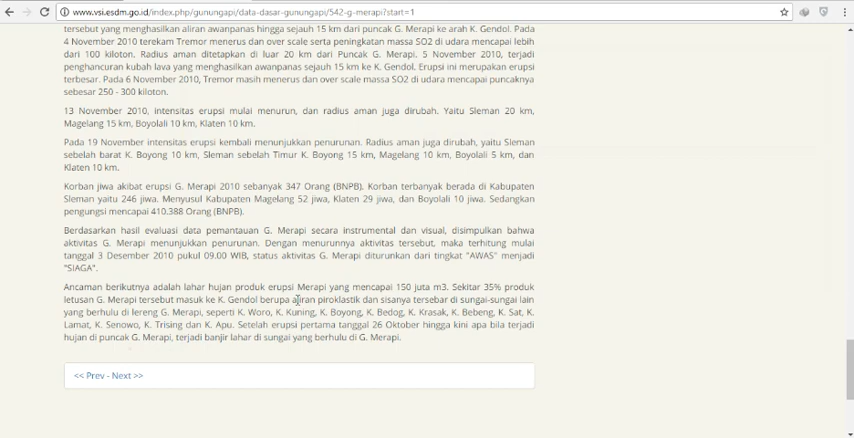 www.vsi.esdm.go.id/index.php/gunungapi/data-dasar-gunungapi/542-g-merapi?start=1
tersebut yang menghasilkan aliran awanpanas hingga sejauh 15 km dari puncak G. Merapi ke arah K. Gendol. Pada
4 November 2010 terekam Tremor menerus dan over scale serta peningkatan massa SO2 di udara mencapai lebih
dari 100 kiloton. Radius aman ditetapkan di luar 20 km dari Puncak G. Merapi. 5 November 2010, terjadi
penghancuran kubah lava yang menghasilkan awanpanas sejauh 15 km ke K. Gendol. Erupsi ini merupakan erupsi
terbesar. Pada 6 November 2010, Tremor masih menerus dan over scale massa SO2 di udara mencapai puncaknya
sebesar 250 - 300 kiloton.
13 November 2010, intensitas erupsi mulai menurun, dan radius aman juga dirubah. Yaitu Sleman 20 km,
Magelang 15 km, Boyolali 10 km, Klaten 10 km.
Pada 19 November intensitas erupsi kembali menunjukkan penurunan. Radius aman juga dirubah, yaitu Sleman
sebelah barat K. Boyong 10 km, Sleman sebelah Timur K. Boyong 15 km, Magelang 10 km, Boyolali 5 km, dan
Klaten 10 km.
Korban jiwa akibat erupsi G. Merapi 2010 sebanyak 347 Orang (BNPB). Korban terbanyak berada di Kabupaten
Sleman yaitu 246 jiwa. Menyusul Kabupaten Magelang 52 jiwa, Klaten 29 jiwa, dan Boyolali 10 jiwa. Sedangkan
pengungsi mencapai 410.388 Orang (BNPB).
Berdasarkan hasil evaluasi data pemantauan G. Merapi secara instrumental dan visual, disimpulkan bahwa
aktivitas G. Merapi menunjukkan penurunan. Dengan menurunnya aktivitas tersebut, maka terhitung mulai
tanggal 3 Desember 2010 pukul 09.00 WIB, status aktivitas G. Merapi diturunkan dari tingkat "AWAS" menjadi
"SIAGA".
Ancaman berikutnya adalah lahar hujan produk erupsi Merapi yang mencapai 150 juta m3. Sekitar 35% produk
letusan G. Merapi tersebut masuk ke K. Gendol berupa aliran piroklastik dan sisanya tersebar di sungai-sungai lain
yang berhulu di lereng G. Merapi, seperti K. Woro, K. Kuning, K. Boyong, K. Bedog, K. Krasak, K. Bebeng, K. Sat, K.
Lamat, K. Senowo, K. Trising dan K. Apu. Setelah erupsi pertama tanggal 26 Oktober hingga kini apa bila terjadi
hujan di puncak G. Merapi, terjadi banjir lahar di sungai yang berhulu di G. Merapi.
<< Prev - Next >>